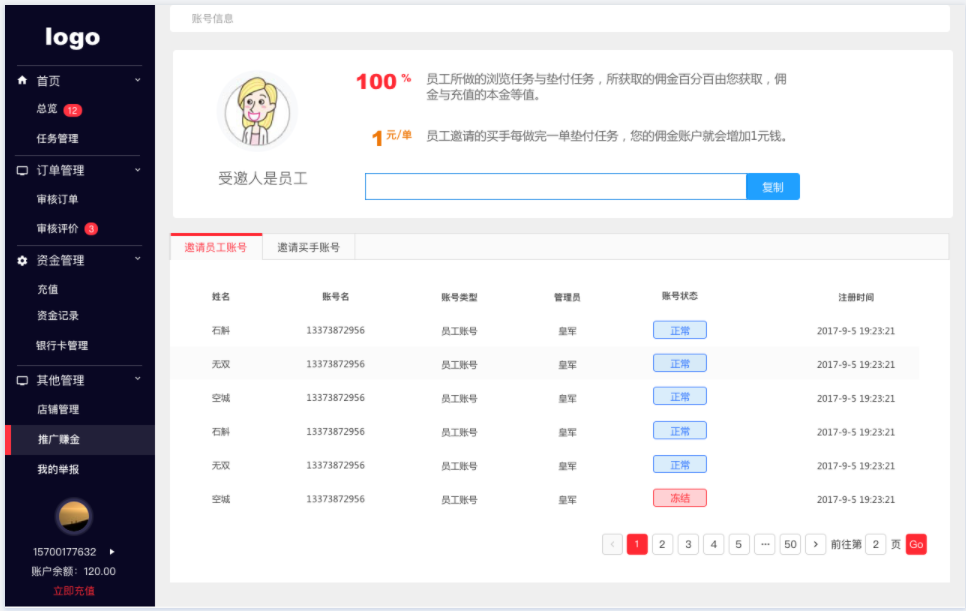 logo
首页
总览 12
任务管理
订单管理
审核订单
审核评价 3
资金管理
充值
资金记录
银行卡管理
其他管理
店铺管理
推广赚金
我的举报
15700177632
账户余额：120.00
立即充值
账号信息
受邀人是员工
100 %
员工所做的浏览任务与垫付任务，所获取的佣金百分百由您获取，佣
金与充值的本金等值。
1 元/单
员工邀请的买手每做完一单垫付任务，您的佣金账户就会增加1元钱。
复制
邀请员工账号 邀请买手账号
姓名 账号名 账号类型 管理员 账号状态 注册时间
石斛 13373872956 员工账号 皇军 正常 2017-9-5 19:23:21
无双 13373872956 员工账号 皇军 正常 2017-9-5 19:23:21
空城 13373872956 员工账号 皇军 正常 2017-9-5 19:23:21
石斛 13373872956 员工账号 皇军 正常 2017-9-5 19:23:21
无双 13373872956 员工账号 皇军 正常 2017-9-5 19:23:21
空城 13373872956 员工账号 皇军 冻结 2017-9-5 19:23:21
< 1 2 3 4 5 ··· 50 > 前往第 2 页 Go